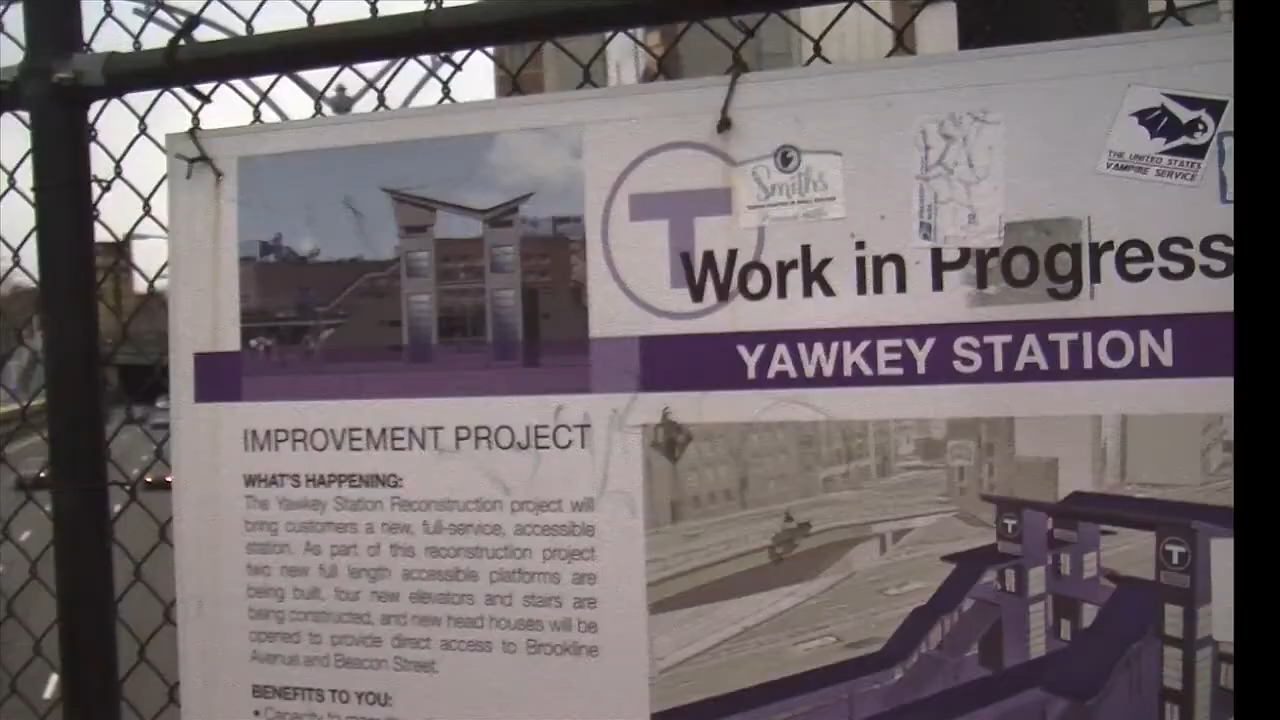 T
Smiths
THE UNITED STATES
VAMPIRE SERVICE
Work in Progress
YAWKEY STATION
IMPROVEMENT PROJECT
WHAT'S HAPPENING:
The Yawkey Station Reconstruction project will
bring customers a new, full-service, accessible
station. As part of this reconstruction project
two new full length accessible platforms are
being built, four new elevators and stairs are
being constructed, and new head houses will be
opened to provide direct access to Brookline
Avenue and Beacon Street.
BENEFITS TO YOU:
• Capacity to
T
T